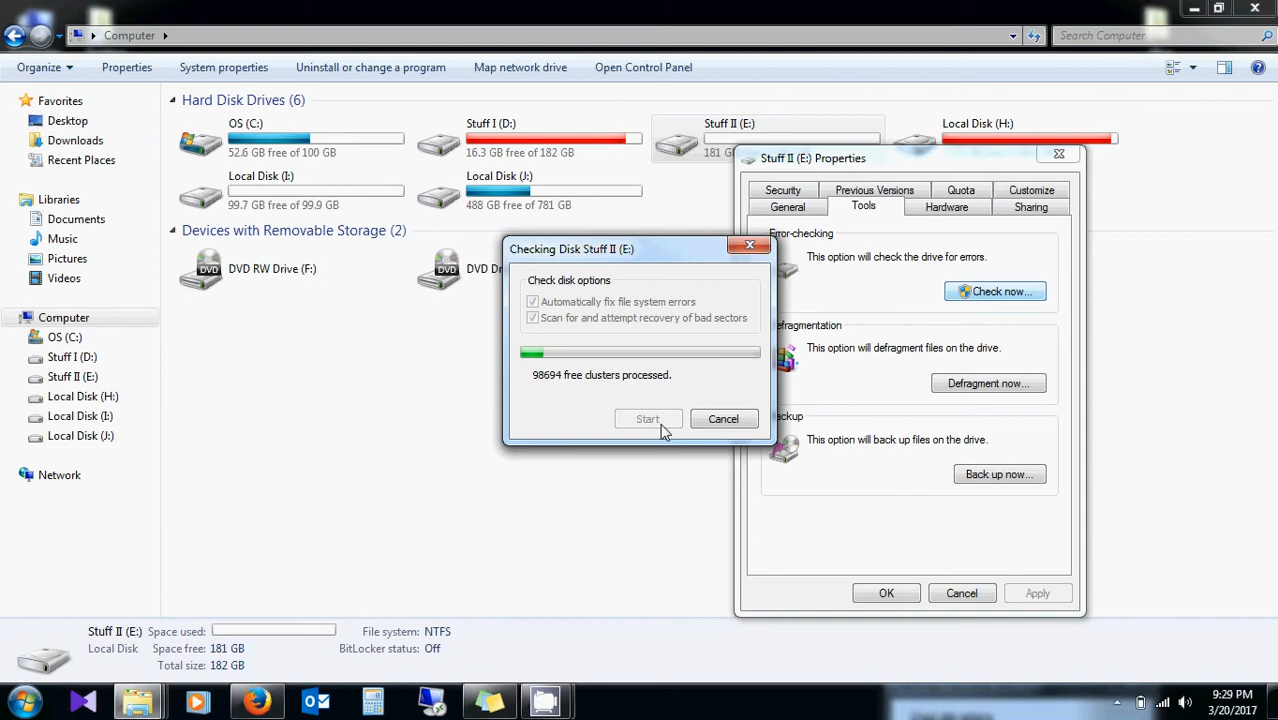 Computer
Search Computer
Organize
Properties
System properties
Uninstall or change a program
Map network drive
Open Control Panel
Favorites
Desktop
Downloads
Recent Places
Libraries
Documents
Music
Pictures
Videos
Computer
OS (C:)
Stuff I (D:)
Stuff II (E:)
Local Disk (H:)
Local Disk (I:)
Local Disk (J:)
Network
Hard Disk Drives (6)
OS (C:)
52.6 GB free of 100 GB
Stuff I (D:)
16.3 GB free of 182 GB
Stuff II (E:)
181 G
Local Disk (H:)
Local Disk (I:)
99.7 GB free of 99.9 GB
Local Disk (J:)
488 GB free of 781 GB
Devices with Removable Storage (2)
DVD
DVD RW Drive (F:)
DVD
DVD Dr
Checking Disk Stuff II (E:)
Check disk options
Automatically fix file system errors
Scan for and attempt recovery of bad sectors
98694 free clusters processed.
Start
Cancel
Stuff II (E:) Properties
Security
Previous Versions
Quota
Customize
General
Tools
Hardware
Sharing
Error-checking
This option will check the drive for errors.
Check now...
efragmentation
This option will defragment files on the drive.
Defragment now...
ackup
This option will back up files on the drive.
Back up now...
OK
Cancel
Apply
Stuff II (E:)
Local Disk
Space used:
Space free: 181 GB
Total size: 182 GB
File system: NTFS
BitLocker status: Off
9:29 PM
3/20/2017